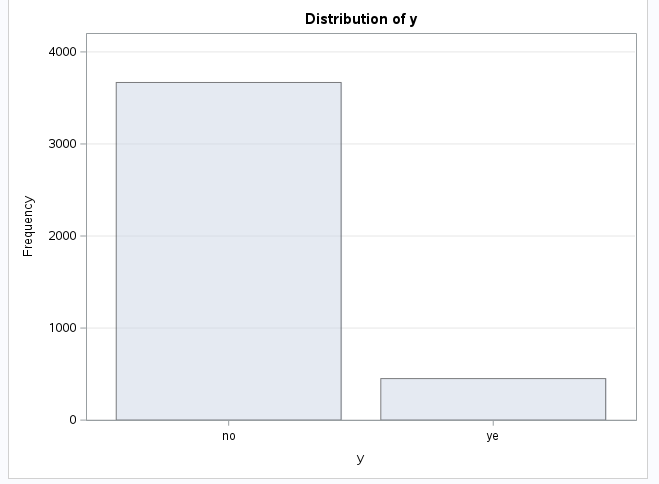 Distribution of y
4000
3000
2000
1000
0
Frequency
no
ye
y